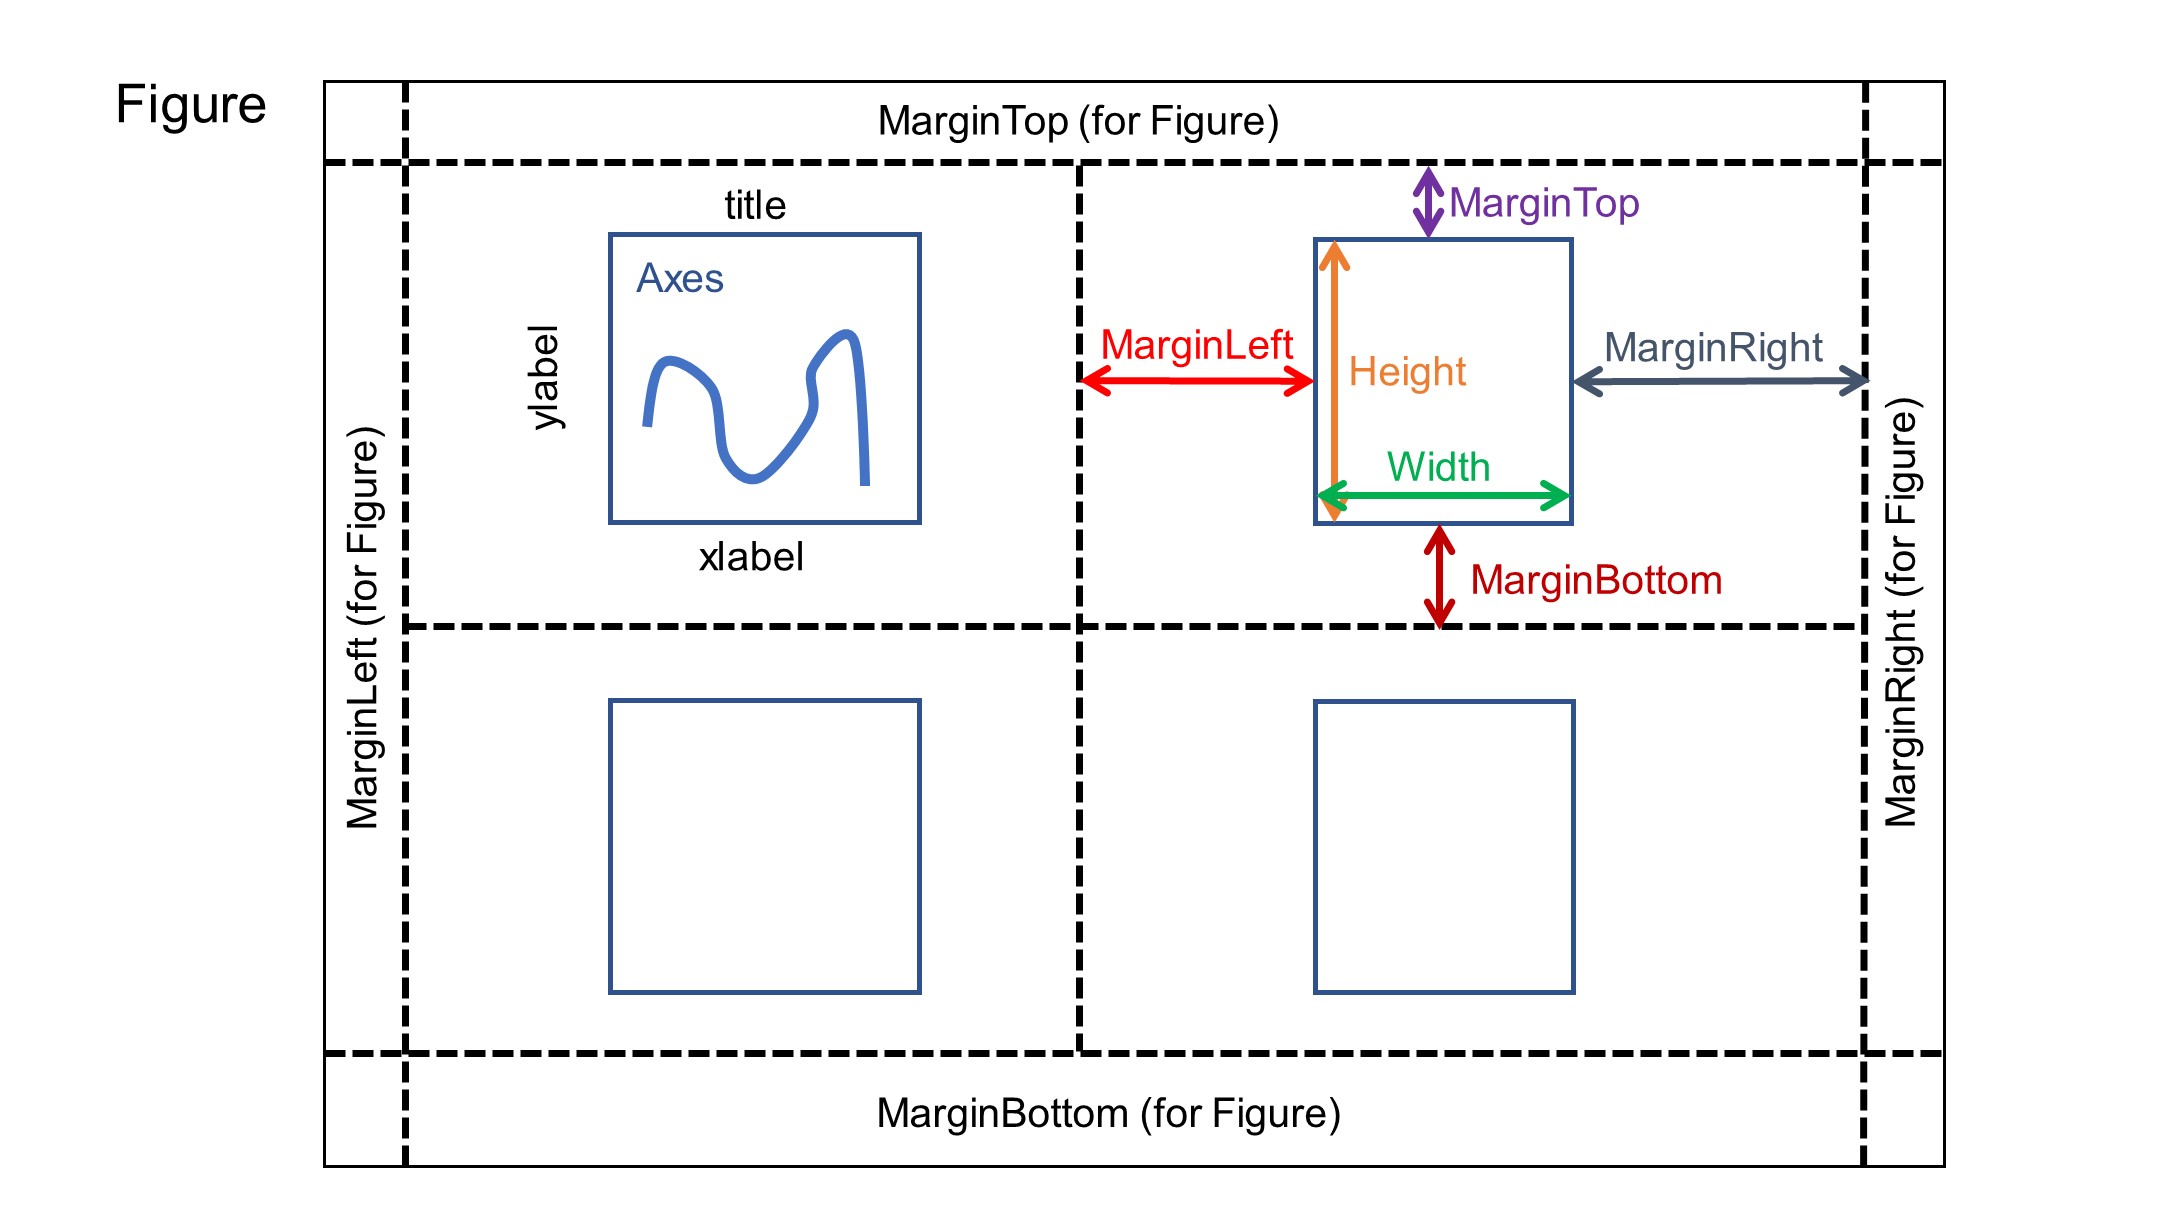 Figure
MarginTop (for Figure)
title
Axes
ylabel
xlabel
MarginTop
MarginLeft
Height
MarginRight
Width
MarginBottom
MarginLeft (for Figure)
MarginRight (for Figure)
MarginBottom (for Figure)